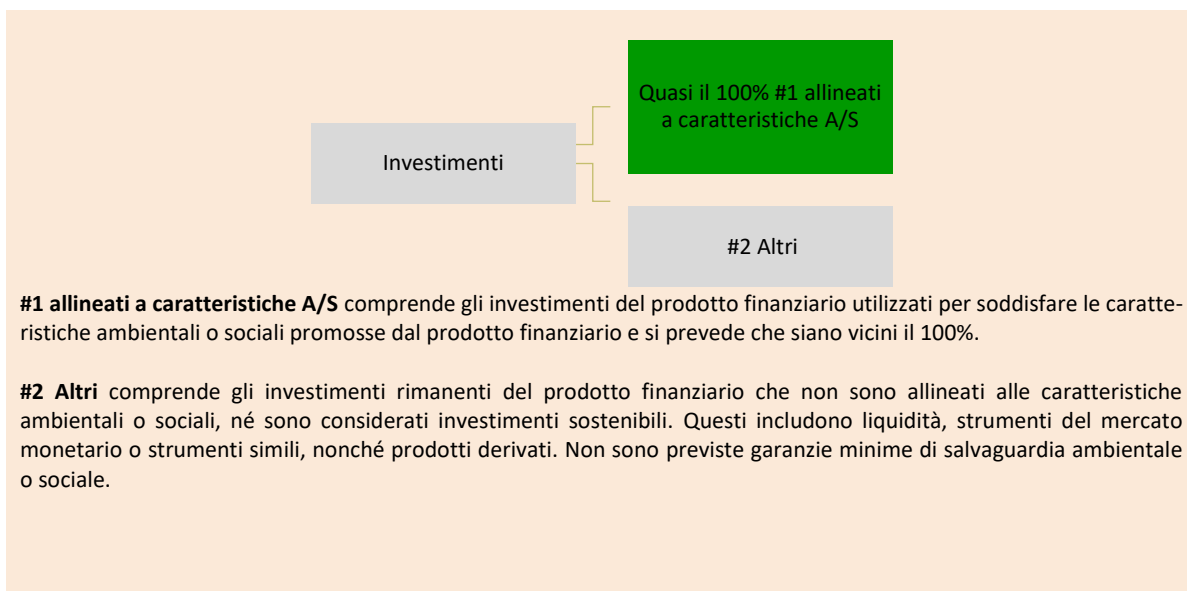 Quasi il 100% #1 allineati
a caratteristiche A/S
Investimenti
#2 Altri
#1 allineati a caratteristiche A/S comprende gli investimenti del prodotto finanziario utilizzati per soddisfare le caratte-
ristiche ambientali o sociali promosse dal prodotto finanziario e si prevede che siano vicini il 100%.
#2 Altri comprende gli investimenti rimanenti del prodotto finanziario che non sono allineati alle caratteristiche
ambientali o sociali, né sono considerati investimenti sostenibili. Questi includono liquidità, strumenti del mercato
monetario o strumenti simili, nonché prodotti derivati. Non sono previste garanzie minime di salvaguardia ambientale
o sociale.